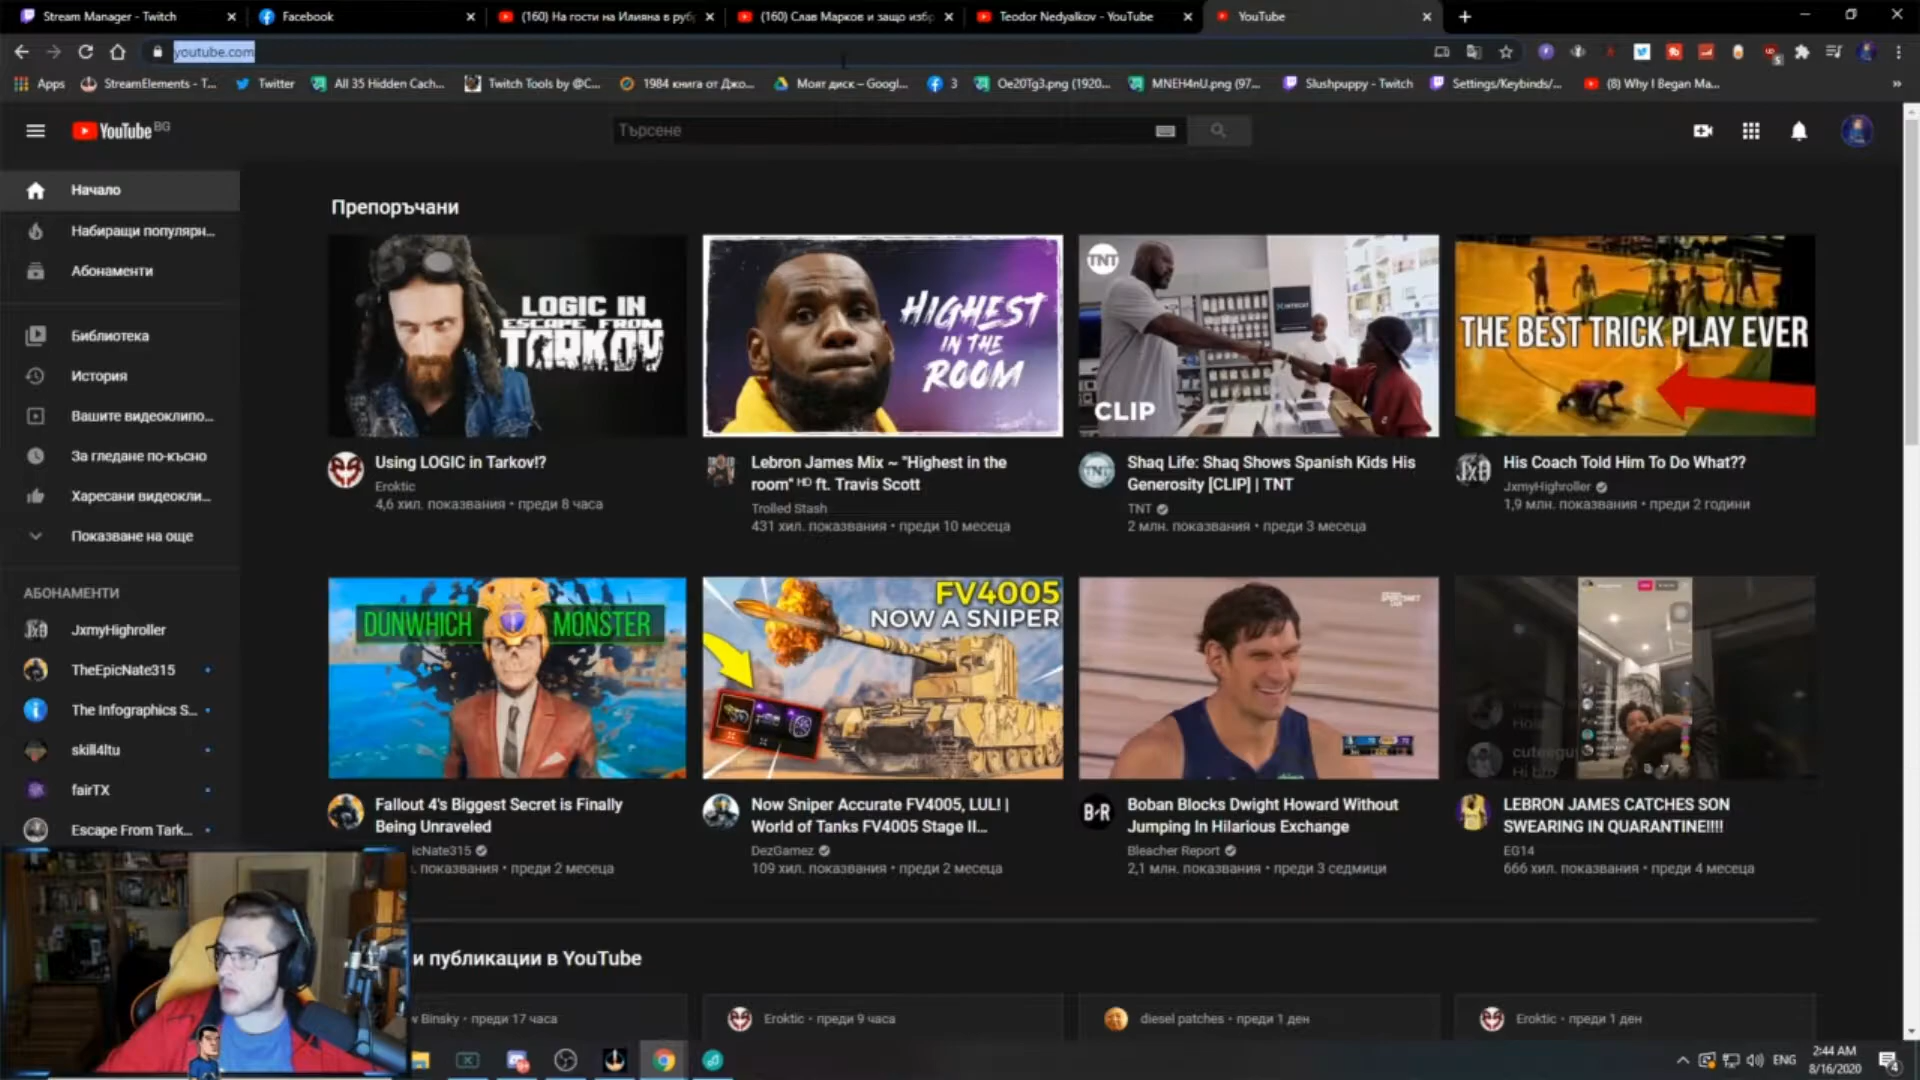 Stream Manager - Twitch
Facebook
(160) На гости на Илияна в руб
(160) Слав Марков и защо избр
Teodor Nedyalkov - YouTube
YouTube
youtube.com
Apps
StreamElements - T...
Twitter
All 35 Hidden Cach...
Twitch Tools by @C...
1984 книга от Джо...
Моят диск – Googl...
3
Oe20Tg3.png (1920...
MNEH4nU.png (97...
Slushpuppy - Twitch
Settings/Keybinds/...
(8) Why I Began Ma...
YouTube BG
Търсене
Начало
Набиращи популярн...
Абонаменти
Библиотека
История
Вашите видеоклипо...
За гледане по-късно
Харесани видеокли...
Показване на още
АБОНАМЕНТИ
JxmyHighroller
TheEpicNate315
The Infographics S...
skill4ltu
fairTX
Escape From Tark...
Препоръчани
LOGIC IN
ESCAPE FROM
TARKOV
HIGHEST
IN THE
ROOM
TNT
CLIP
THE BEST TRICK PLAY EVER
Using LOGIC in Tarkov!?
Eroktic
4,6 хил. показвания • преди 8 часа
Lebron James Mix ~ "Highest in the
room" ᴴᴰ ft. Travis Scott
Trolled Stash
431 хил. показвания • преди 10 месеца
TNT
Shaq Life: Shaq Shows Spanish Kids His
Generosity [CLIP] | TNT
TNT
2 млн. показвания • преди 3 месеца
JxH
His Coach Told Him To Do What??
JxmyHighroller
1,9 млн. показвания • преди 2 години
DUNWHICH MONSTER
FV4005
NOW A SNIPER
Fallout 4's Biggest Secret is Finally
Being Unraveled
icNate315
. показвания • преди 2 месеца
Now Sniper Accurate FV4005, LUL! |
World of Tanks FV4005 Stage II...
DezGamez
109 хил. показвания • преди 2 месеца
B/R
Boban Blocks Dwight Howard Without
Jumping In Hilarious Exchange
Bleacher Report
2,1 млн. показвания • преди 3 седмици
LEBRON JAMES CATCHES SON
SWEARING IN QUARANTINE!!!!
EG14
666 хил. показвания • преди 4 месеца
и публикации в YouTube
w Binsky • преди 17 часа
Eroktic • преди 9 часа
diesel patches • преди 1 ден
Eroktic • преди 1 ден
ENG
2:44 AM
8/16/2020
4